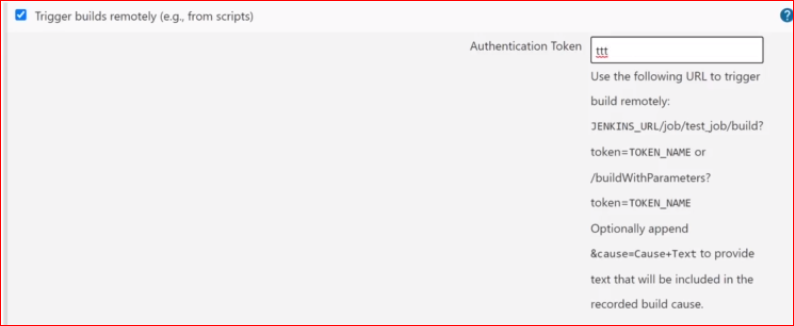 Trigger builds remotely (e.g., from scripts)
?
Authentication Token
ttt
Use the following URL to trigger
build remotely:
JENKINS_URL/job/test_job/build?
token=TOKEN_NAME or
/buildWithParameters?
token=TOKEN_NAME
Optionally append
&cause=Cause+Text to provide
text that will be included in the
recorded build cause.